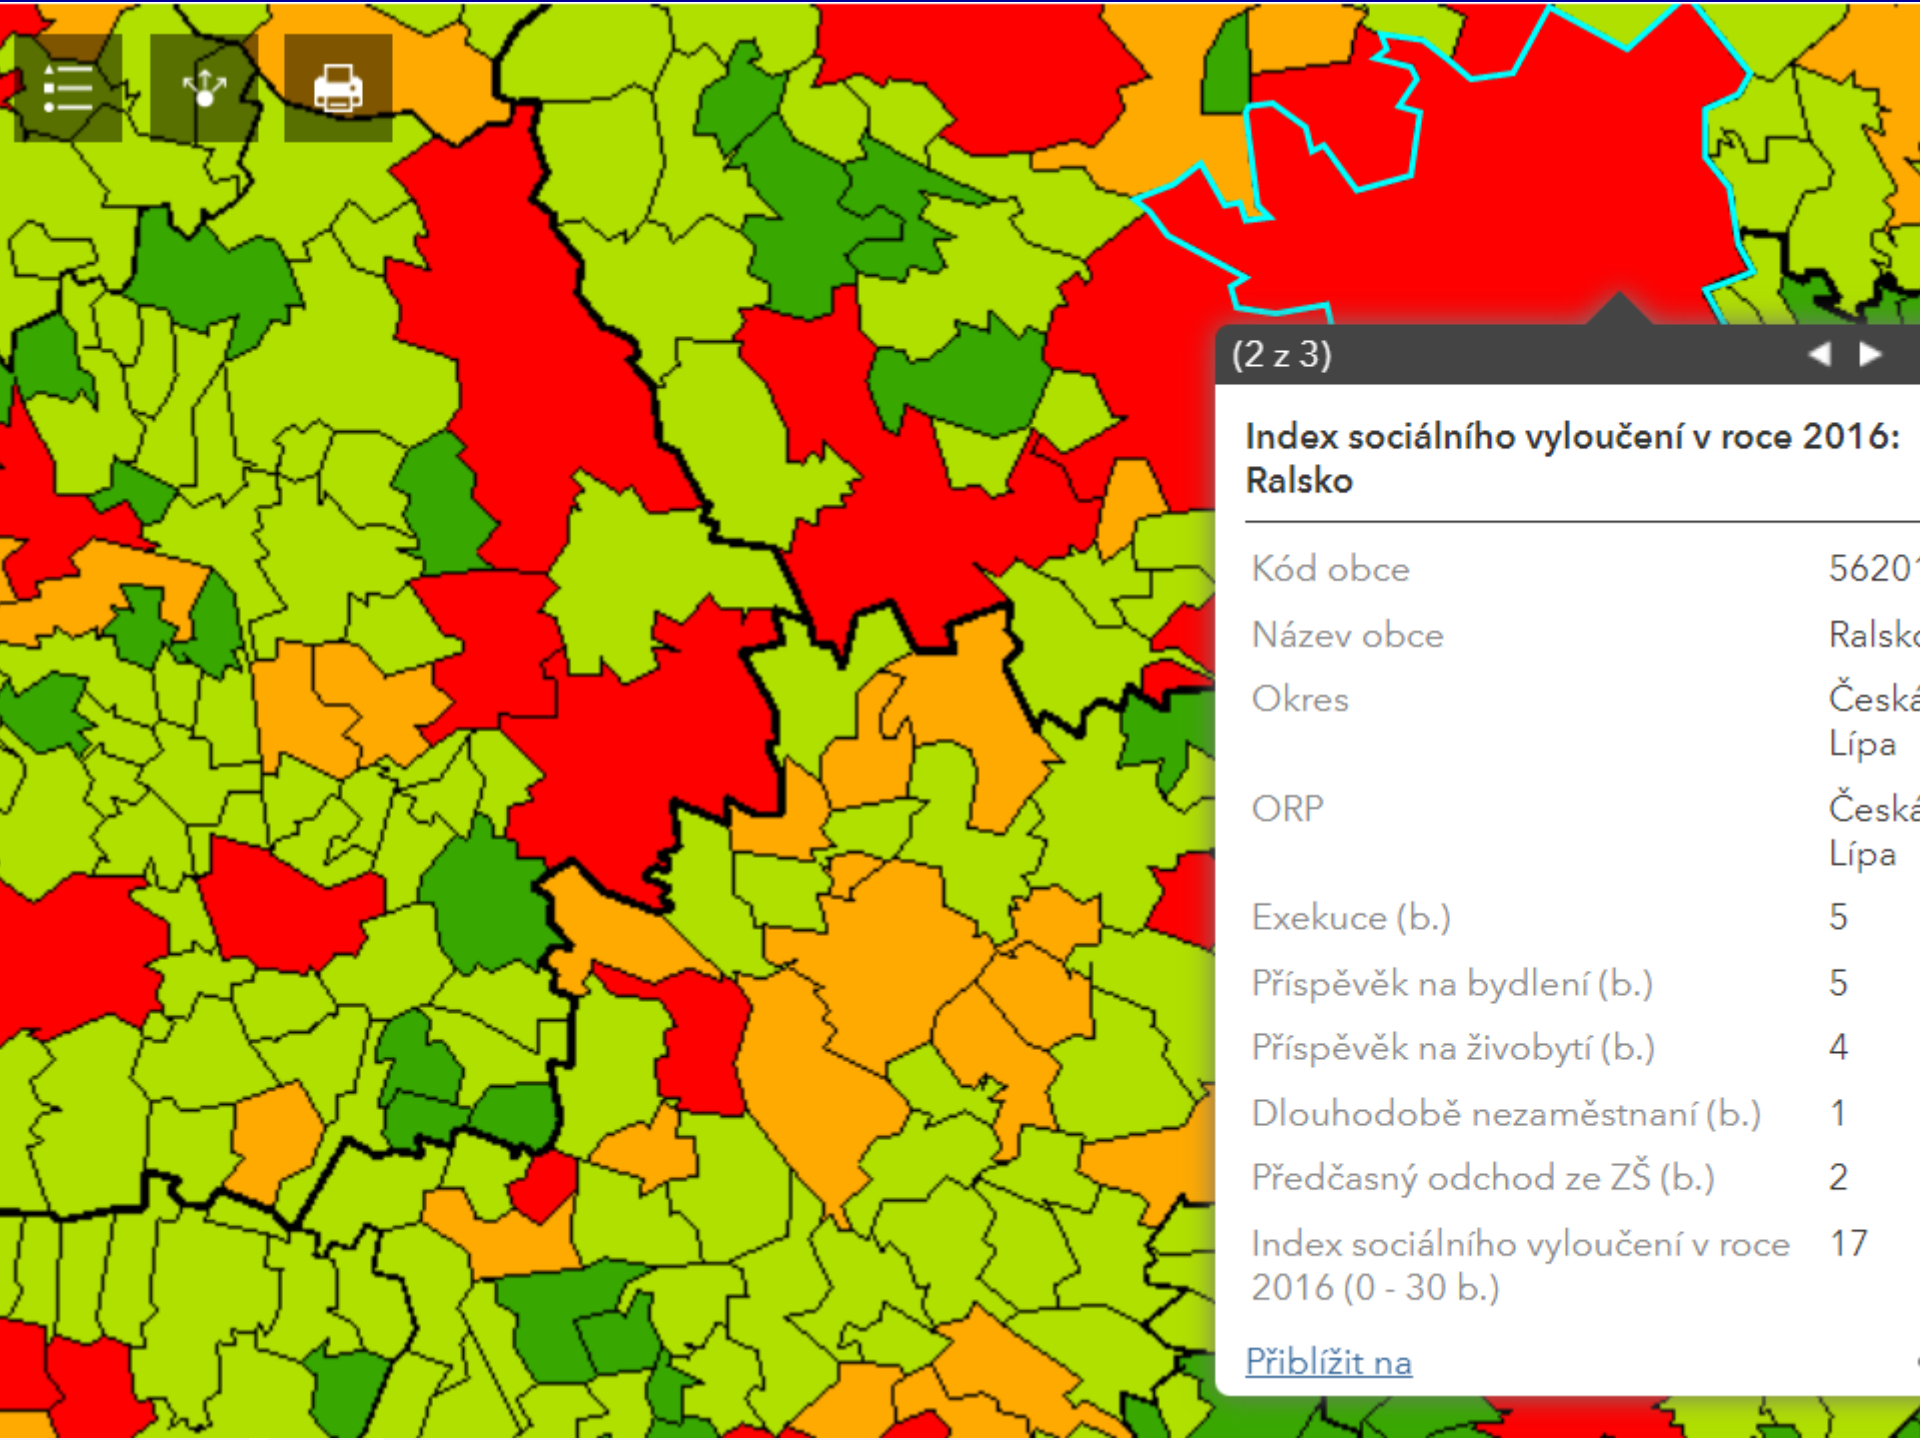 (2 z 3)
Index sociálního vyloučení v roce 2016:
Ralsko
Kód obce 5620
Název obce Ralsko
Okres Česká
Lípa
ORP Česká
Lípa
Exekuce (b.) 5
Příspěvěk na bydlení (b.) 5
Příspěvěk na živobytí (b.) 4
Dlouhodobě nezaměstnaní (b.) 1
Předčasný odchod ze ZŠ (b.) 2
Index sociálního vyloučení v roce 17
2016 (0 - 30 b.)
Přiblížit na